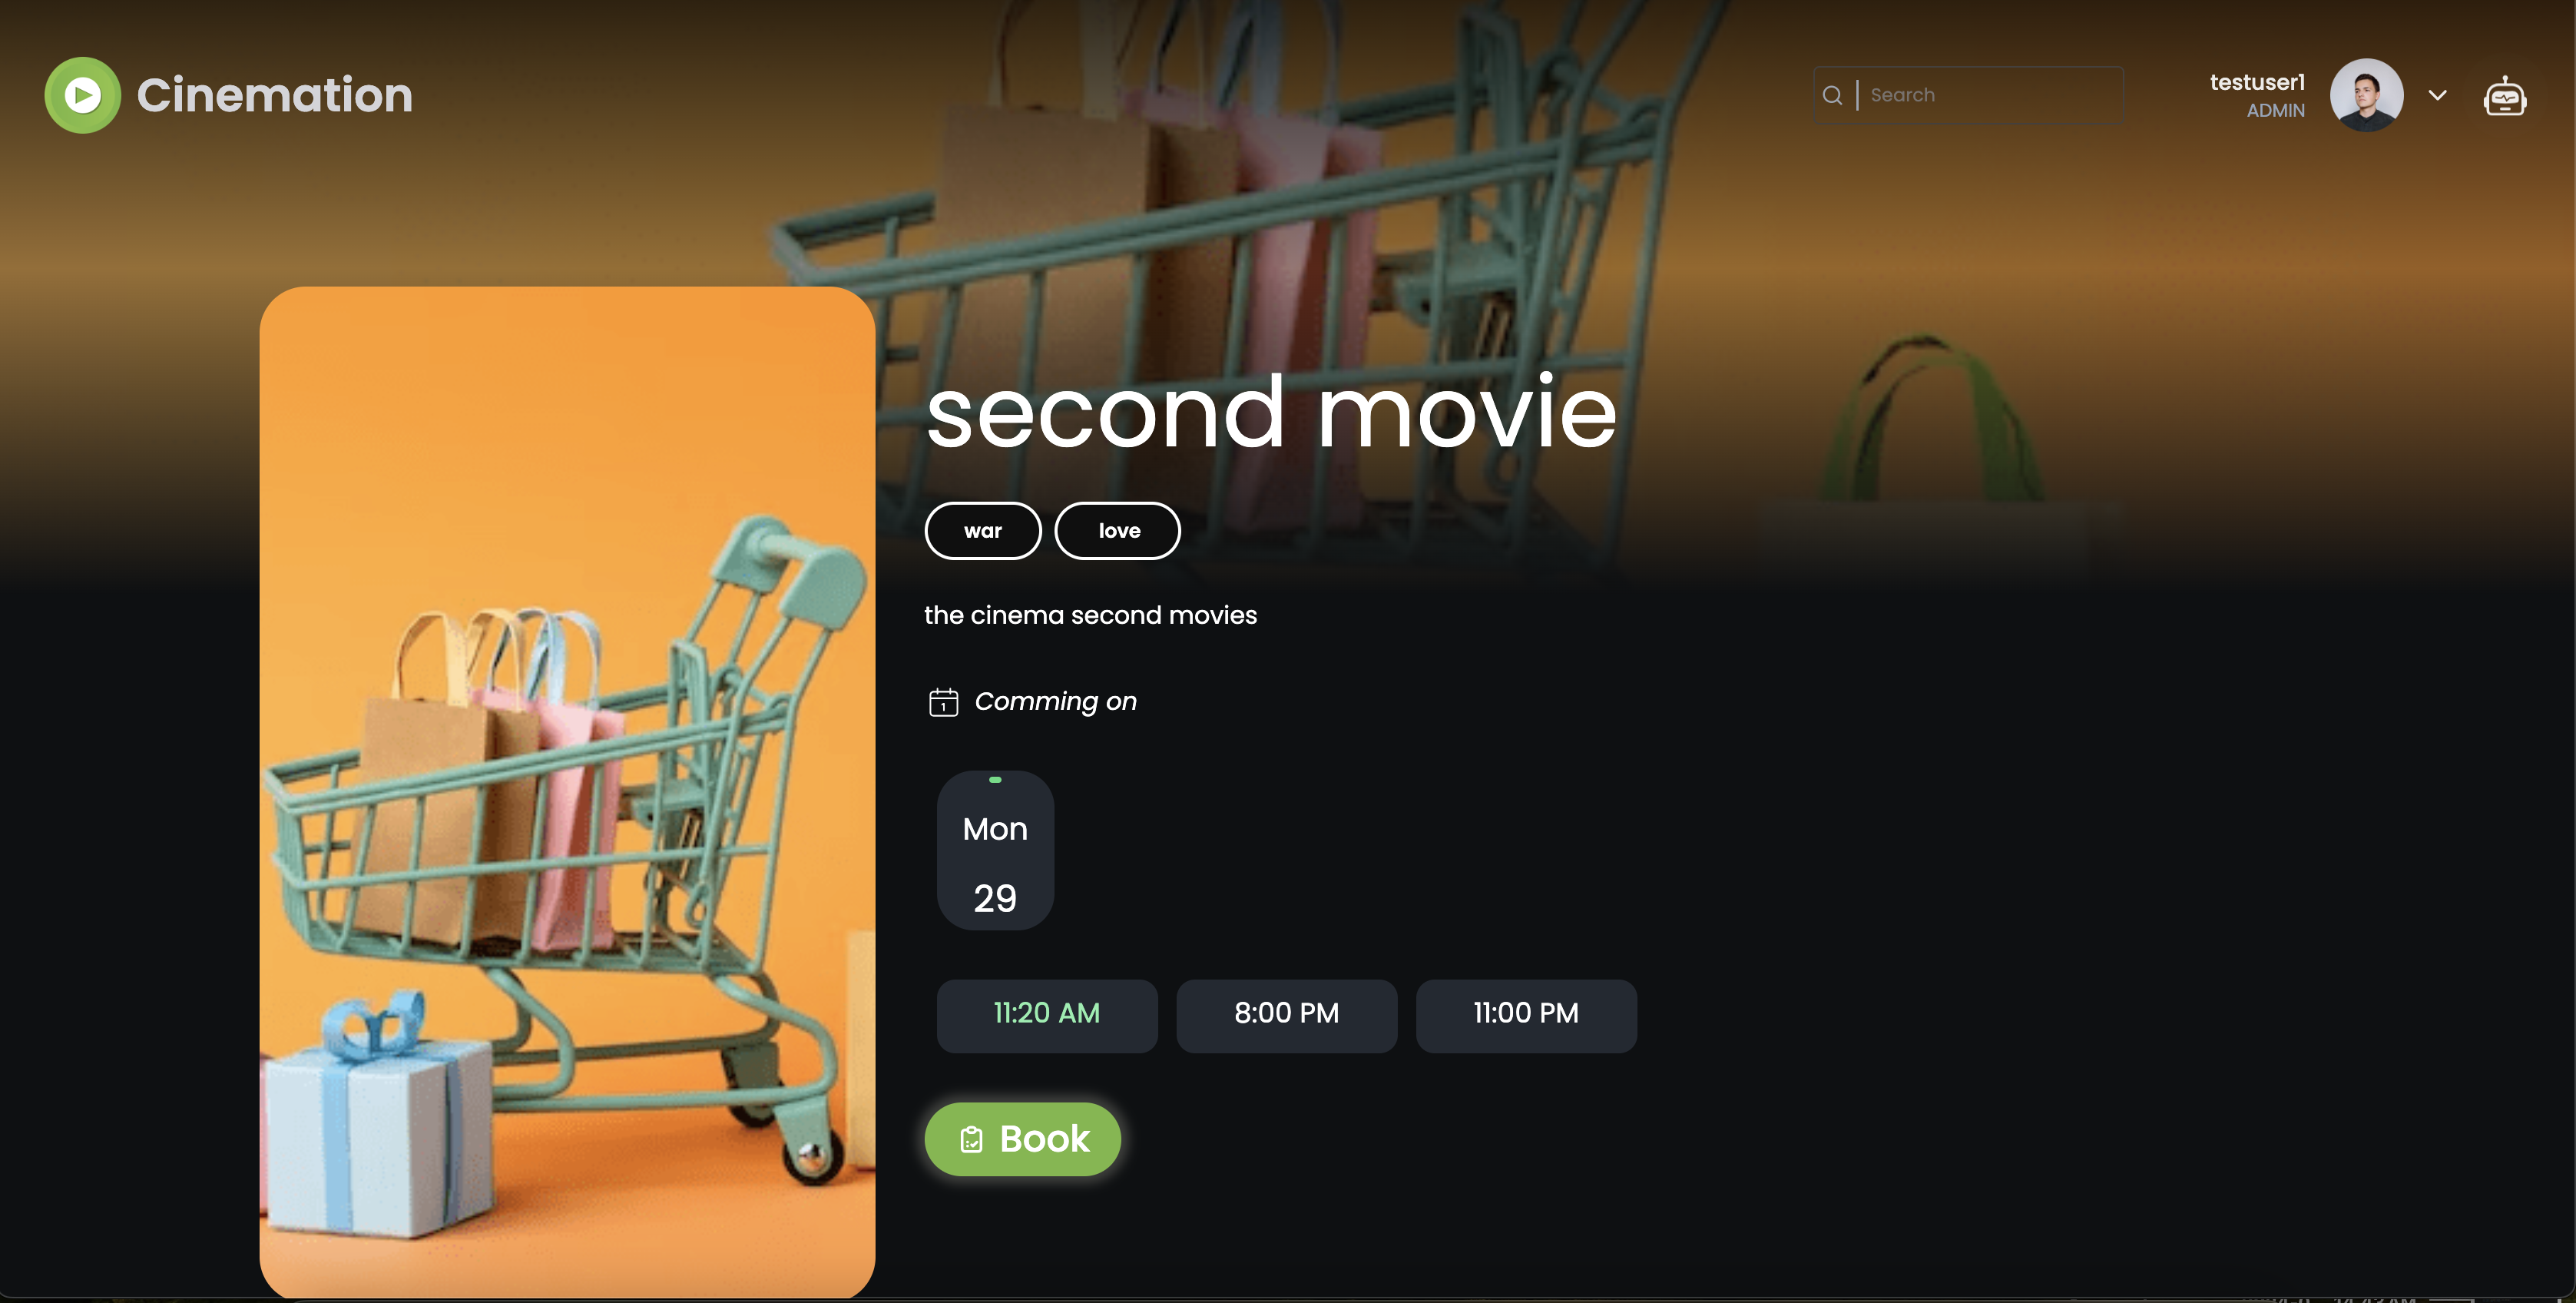 Cinemation
Search
testuser1
ADMIN
second movie
war love
the cinema second movies
1 Comming on
Mon
29
11:20 AM 8:00 PM 11:00 PM
Book